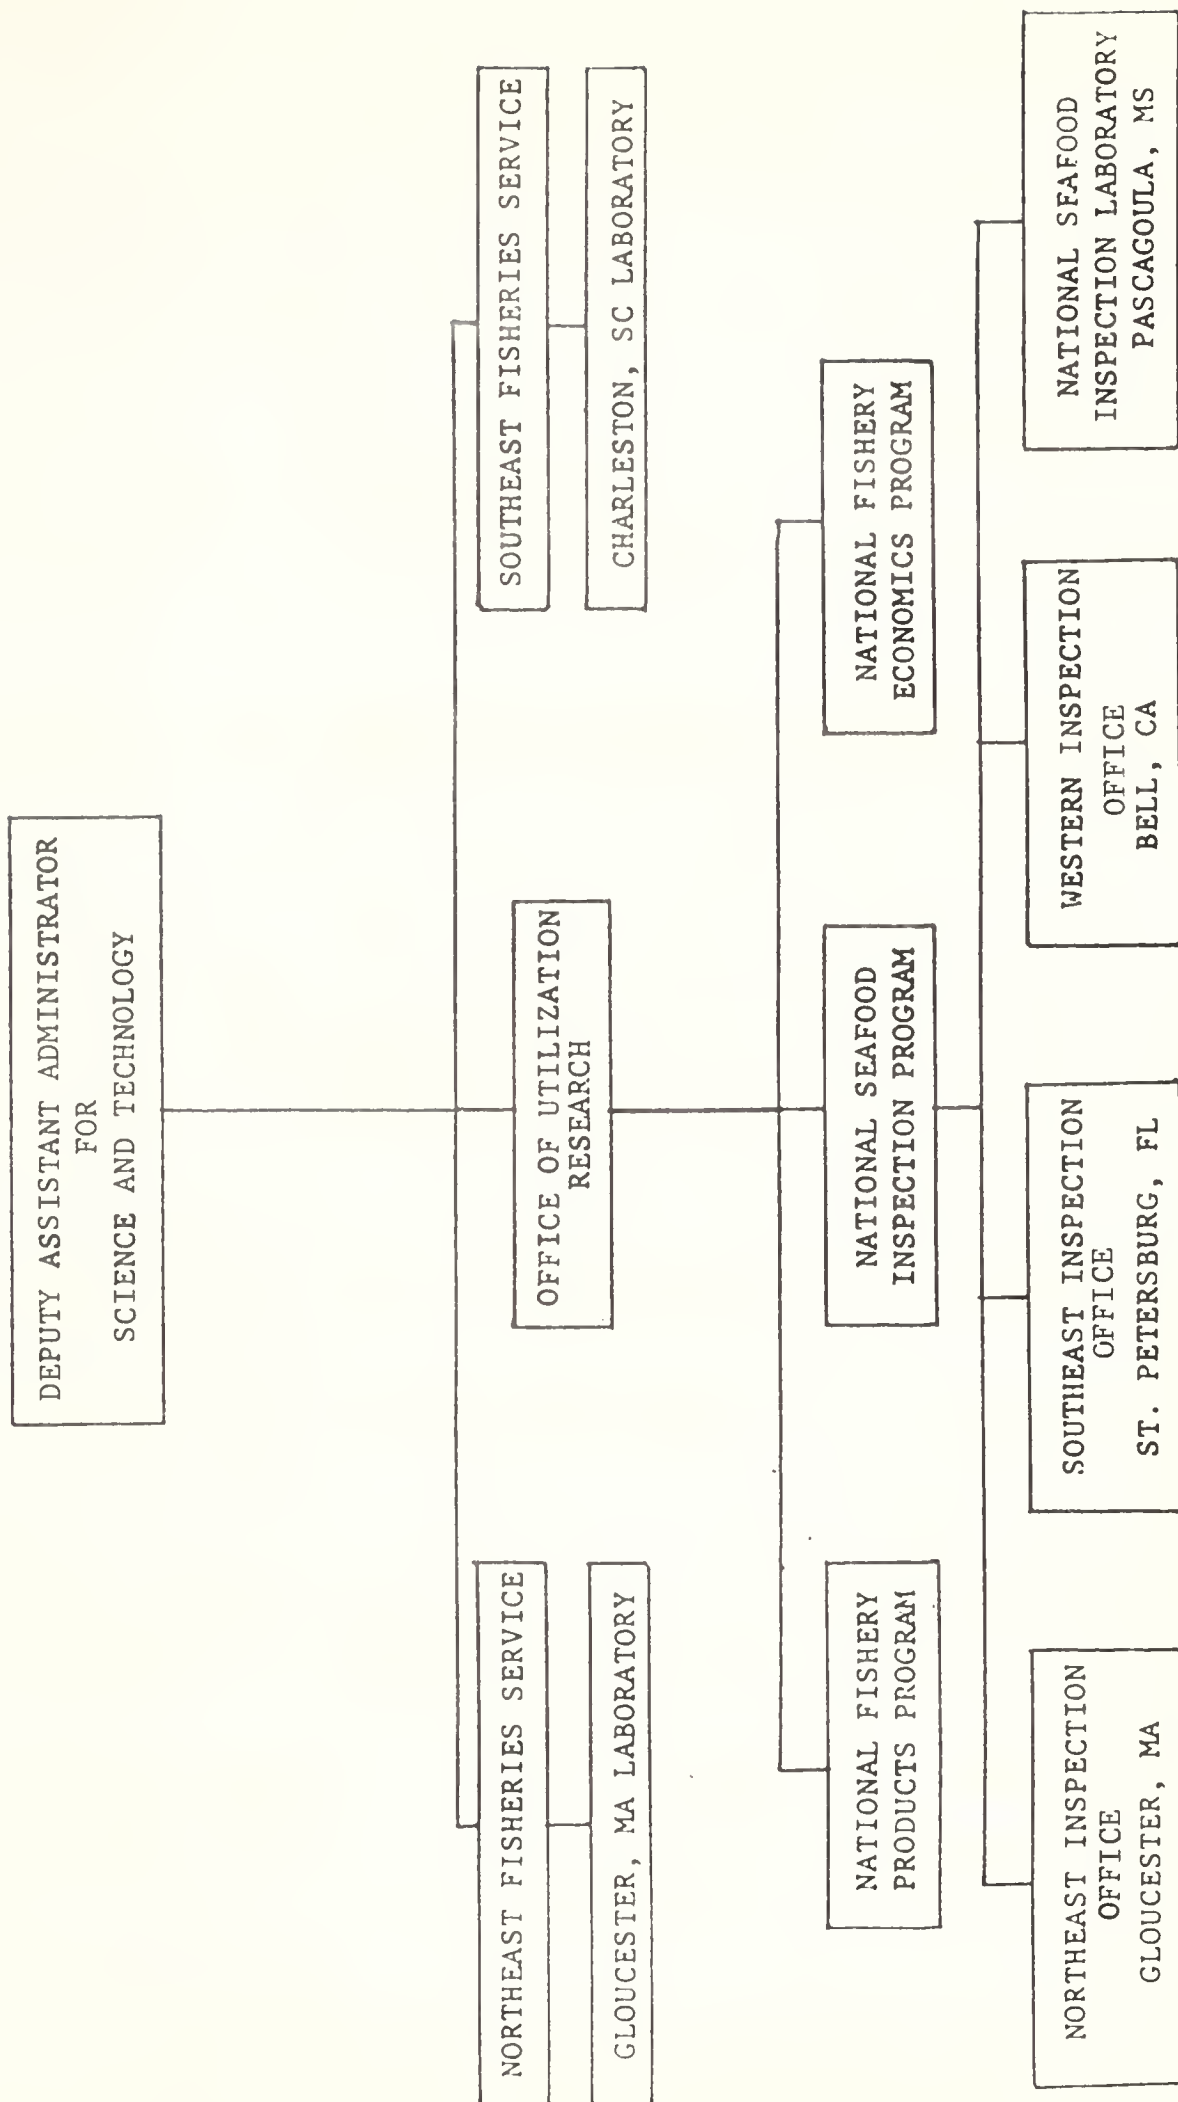 DEPUTY ASSISTANT ADMINISTRATOR
FOR
SCIENCE AND TECHNOLOGY
NORTHEAST FISHERIES SERVICE
GLOUCESTER, MA LABORATORY
OFFICE OF UTILIZATION
RESEARCH
SOUTHEAST FISHERIES SERVICE
CHARLESTON, SC LABORATORY
NATIONAL FISHERY
PRODUCTS PROGRAM
NATIONAL SEAFOOD
INSPECTION PROGRAM
NATIONAL FISHERY
ECONOMICS PROGRAM
NORTHEAST INSPECTION
OFFICE
GLOUCESTER, MA
SOUTHEAST INSPECTION
OFFICE
ST. PETERSBURG, FL
WESTERN INSPECTION
OFFICE
BELL, CA
NATIONAL SEAFOOD
INSPECTION LABORATORY
PASCAGOULA, MS